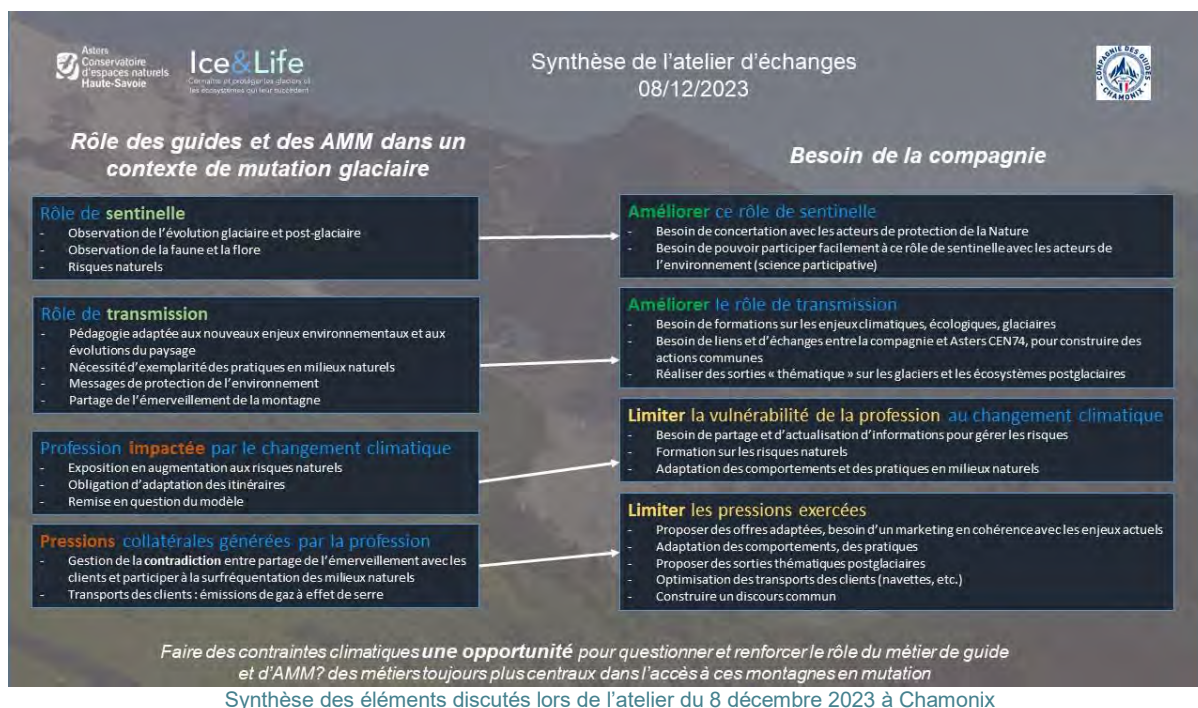 Asters
Conservatoire
d'espaces naturels
Haute-Savoie
Ice&Life
Connaître et protéger les glaciers et
les écosystèmes qui leur succèdent
Synthèse de l'atelier d'échanges
08/12/2023
COMPAGNIE DES GUIDES
CHAMONIX
Rôle des guides et des AMM dans un
contexte de mutation glaciaire
Rôle de sentinelle
- Observation de l'évolution glaciaire et post-glaciaire
- Observation de la faune et la flore
- Risques naturels
Rôle de transmission
- Pédagogie adaptée aux nouveaux enjeux environnementaux et aux
évolutions du paysage
- Nécessité d'exemplarité des pratiques en milieux naturels
- Messages de protection de l'environnement
- Partage de l'émerveillement de la montagne
Profession impactée par le changement climatique
- Exposition en augmentation aux risques naturels
- Obligation d'adaptation des itinéraires
- Remise en question du modèle
Pressions collatérales générées par la profession
- Gestion de la contradiction entre partage de l'émerveillement avec les
clients et participer à la surfréquentation des milieux naturels
- Transports des clients : émissions de gaz à effet de serre
Besoin de la compagnie
Améliorer ce rôle de sentinelle
- Besoin de concertation avec les acteurs de protection de la Nature
- Besoin de pouvoir participer facilement à ce rôle de sentinelle avec les acteurs de
l'environnement (science participative)
Améliorer le rôle de transmission
- Besoin de formations sur les enjeux climatiques, écologiques, glaciaires
- Besoin de liens et d'échanges entre la compagnie et Asters CEN74, pour construire des
actions communes
- Réaliser des sorties « thématique » sur les glaciers et les écosystèmes postglaciaires
Limiter la vulnérabilité de la profession au changement climatique
- Besoin de partage et d'actualisation d'informations pour gérer les risques
- Formation sur les risques naturels
- Adaptation des comportements et des pratiques en milieux naturels
Limiter les pressions exercées
- Proposer des offres adaptées, besoin d'un marketing en cohérence avec les enjeux actuels
- Adaptation des comportements, des pratiques
- Proposer des sorties thématiques postglaciaires
- Optimisation des transports des clients (navettes, etc.)
- Construire un discours commun
Faire des contraintes climatiques une opportunité pour questionner et renforcer le rôle du métier de guide
et d'AMM? des métiers toujours plus centraux dans l'accès à ces montagnes en mutation
Synthèse des éléments discutés lors de l'atelier du 8 décembre 2023 à Chamonix